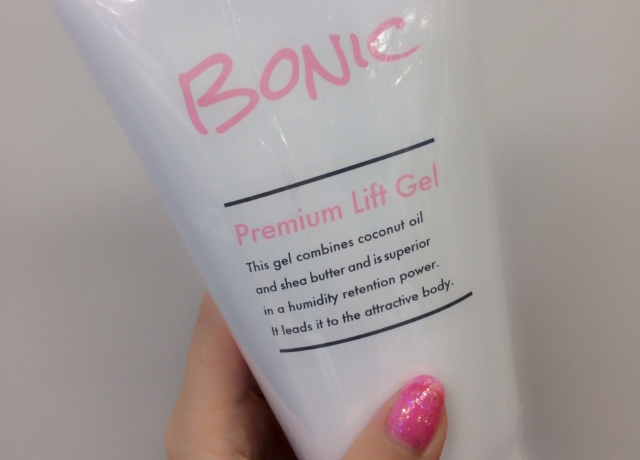 BONIC
Premium Lift Gel
This gel combines coconut oil
and shea butter and is superior
in a humidity retention power.
It leads it to the attractive body.